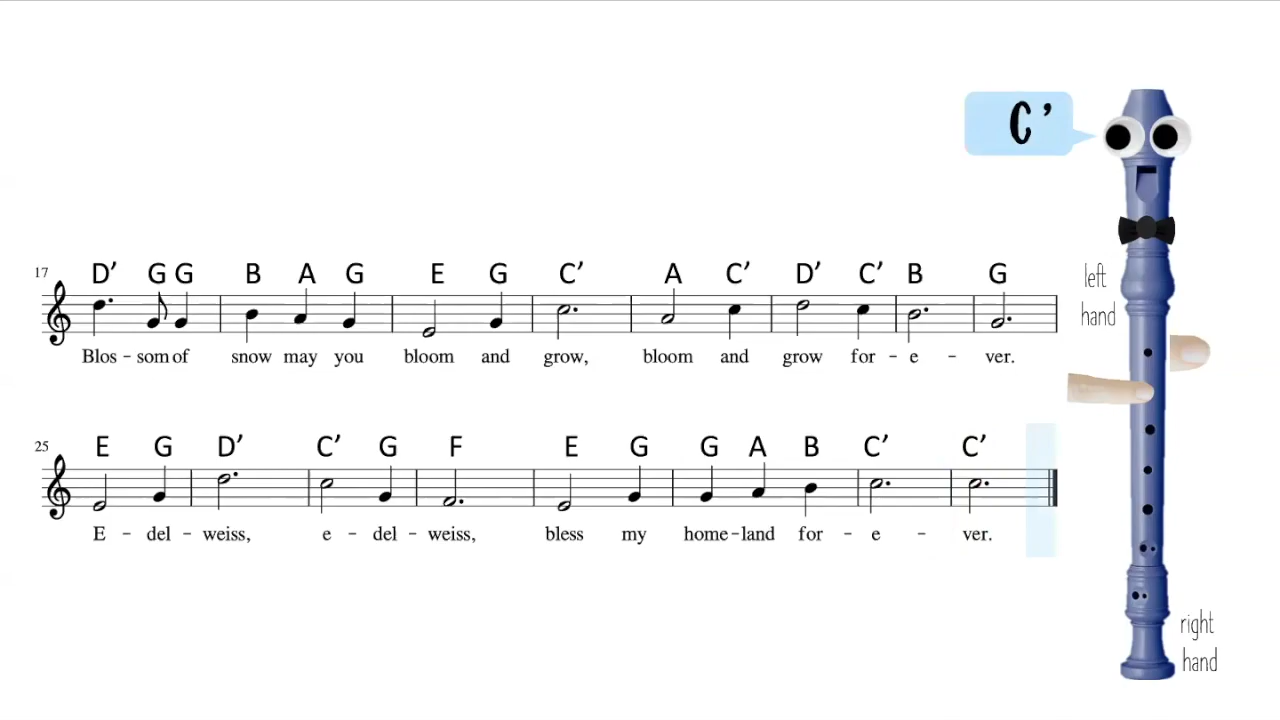 C’
left
hand
17 D’ G G B A G E G C’ A C’ D’ C’ B G
Blos – som of snow may you bloom and grow, bloom and grow for – e – ver.
25 E G D’ C’ G F E G G A B C’ C’
E – del – weiss, e – del – weiss, bless my home – land for – e – ver.
right
hand